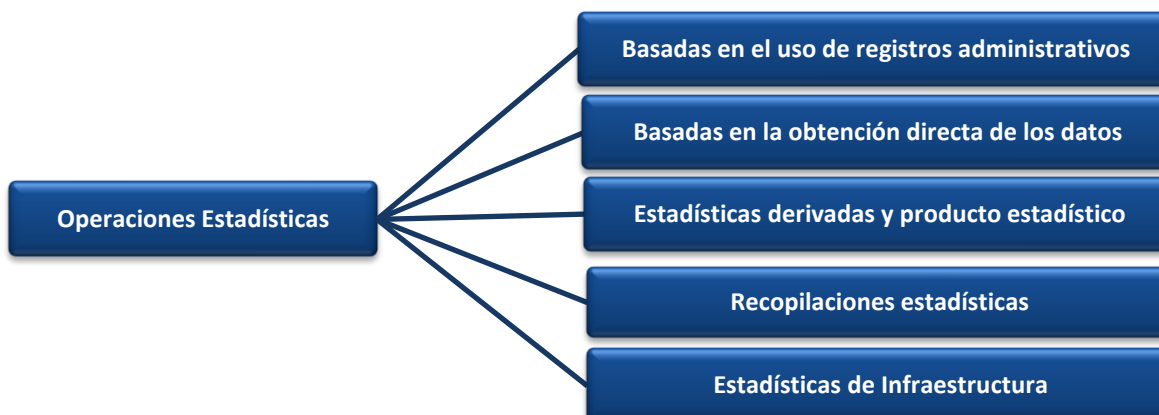 Basadas en el uso de registros administrativos
Basadas en la obtención directa de los datos
Operaciones Estadísticas
Estadísticas derivadas y producto estadístico
Recopilaciones estadísticas
Estadísticas de Infraestructura